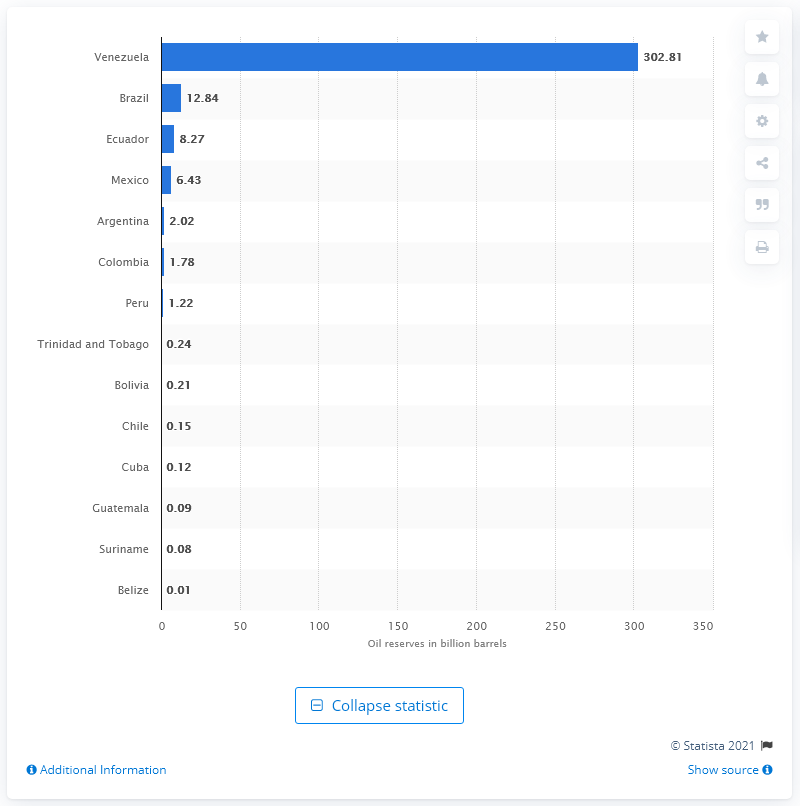 Venezuela 302.81
Brazil 12.84
Ecuador 8.27
Mexico 6.43
Argentina 2.02
Colombia 1.78
Peru 1.22
Trinidad and Tobago 0.24
Bolivia 0.21
Chile 0.15
Cuba 0.12
Guatemala 0.09
Suriname 0.08
Belize 0.01
0 50 100 150 200 250 300 350
Oil reserves in billion barrels
Collapse statistic
© Statista 2021
Additional Information Show source